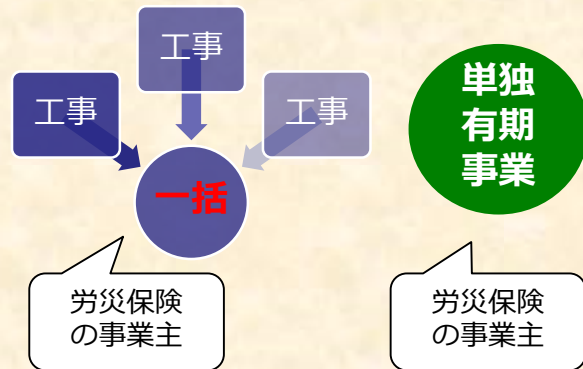 工事
工事
工事
一括
単独
有期
事業
労災保険
の事業主
労災保険
の事業主